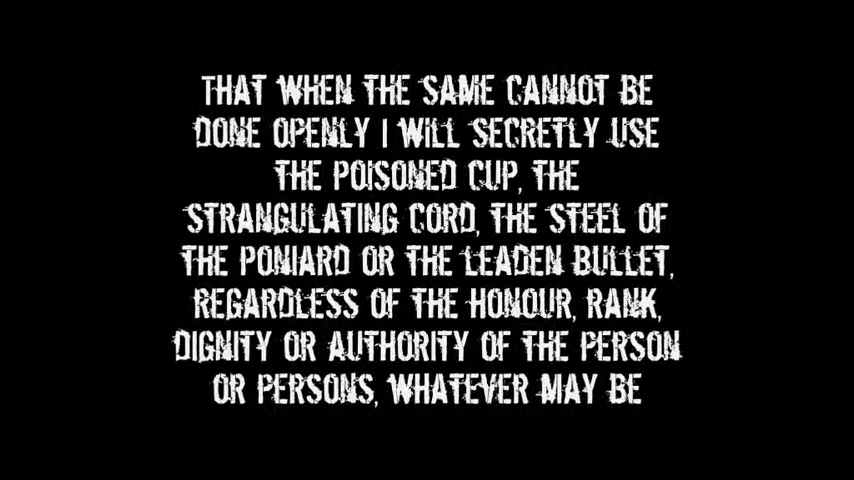 THAT WHEN THE SAME CANNOT BE
DONE OPENLY I WILL SECRETLY USE
THE POISONED CUP, THE
STRANGULATING CORD, THE STEEL OF
THE PONIARD OR THE LEADEN BULLET,
REGARDLESS OF THE HONOUR, RANK,
DIGNITY OR AUTHORITY OF THE PERSON
OR PERSONS, WHATEVER MAY BE